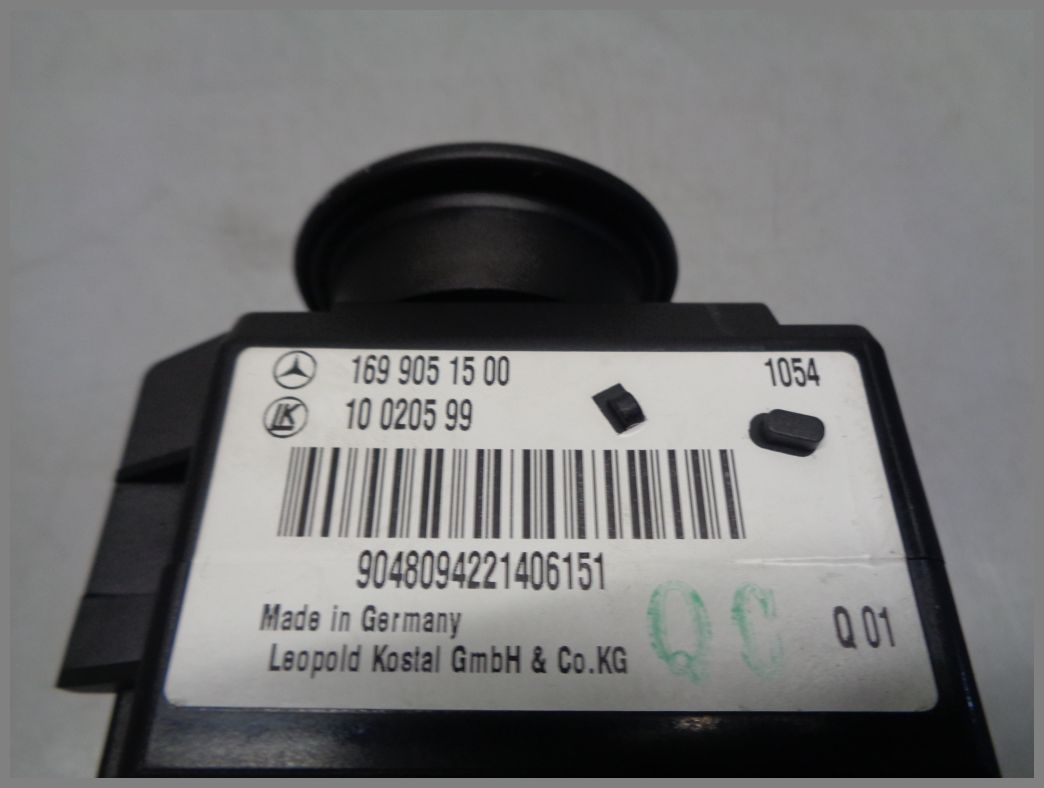 169 905 15 00 1054
LK 10 0205 99
9048094221406151
Made in Germany
Leopold Kostal GmbH & Co.KG
QC Q 01